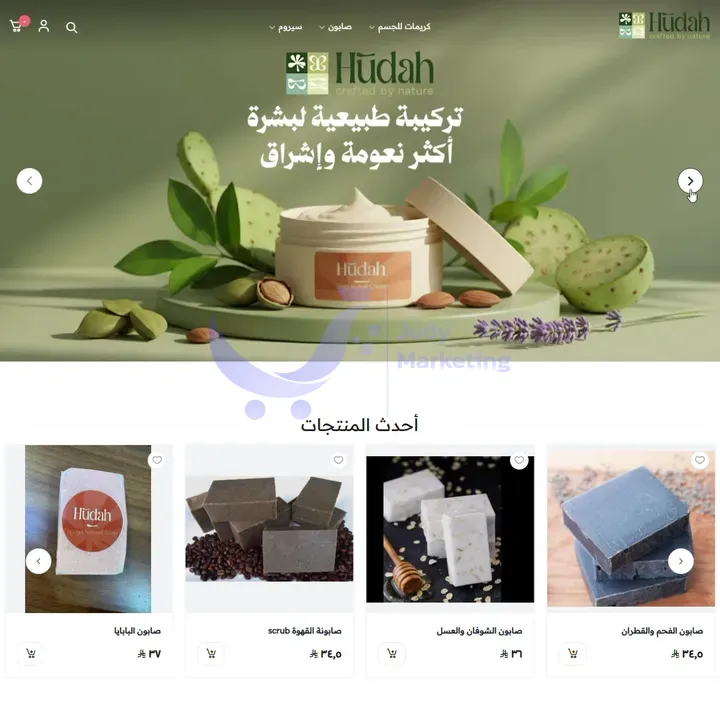 كريمات للجسم
صابون
سيروم
Hūdah
crafted by nature
Hūdah
crafted by nature
تركيبة طبيعية لبشرة
أكثر نعومة وإشراق
Hūdah
Judy
Marketing
أحدث المنتجات
Hūdah
صابون الفحم والقطران
٣٤٫٥
صابون الشوفان والعسل
٣٦
صابونة القهوة scrub
٣٤٫٥
صابون البابايا
٣٧